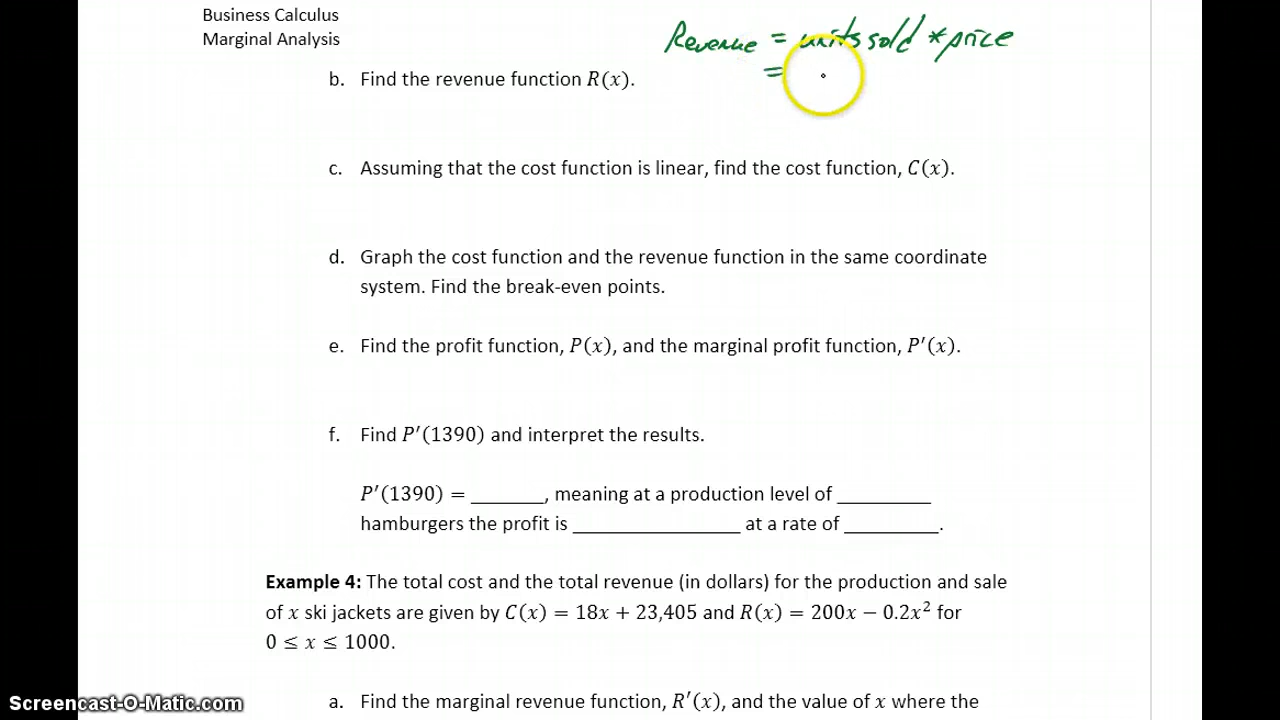 Business Calculus
Marginal Analysis
Revenue = units sold * price
=
b. Find the revenue function R(x).
c. Assuming that the cost function is linear, find the cost function, C(x).
d. Graph the cost function and the revenue function in the same coordinate
system. Find the break-even points.
e. Find the profit function, P(x), and the marginal profit function, P′(x).
f. Find P′(1390) and interpret the results.
P′(1390) = _______, meaning at a production level of _________
hamburgers the profit is ________________ at a rate of _________.
Example 4: The total cost and the total revenue (in dollars) for the production and sale
of x ski jackets are given by C(x) = 18x + 23,405 and R(x) = 200x − 0.2x² for
0 ≤ x ≤ 1000.
a. Find the marginal revenue function, R′(x), and the value of x where the
Screencast-O-Matic.com